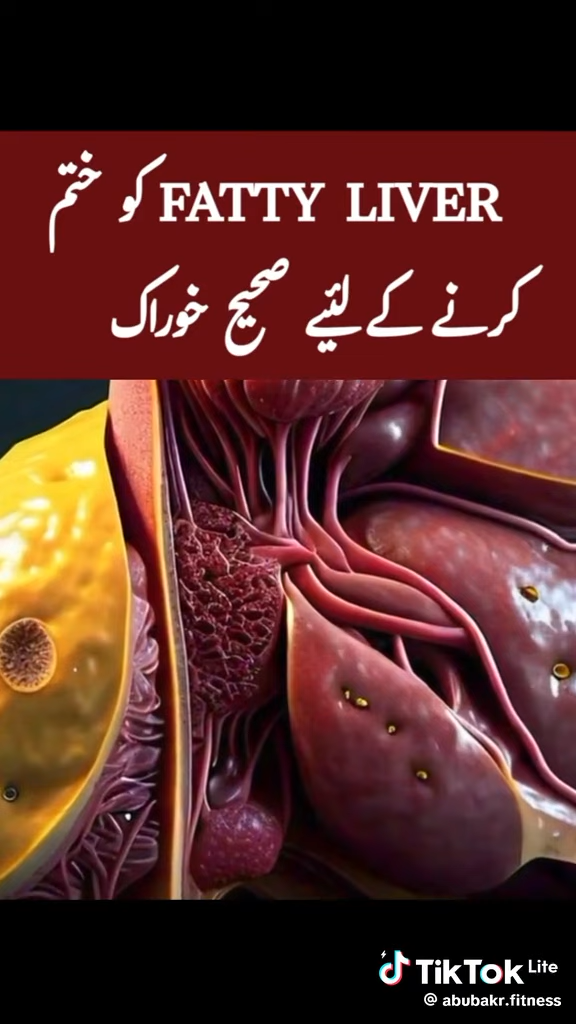 FATTY LIVER کو ختم
کرنے کے لئیے صحیح خوراک
TikTok Lite
@ abubakr.fitness